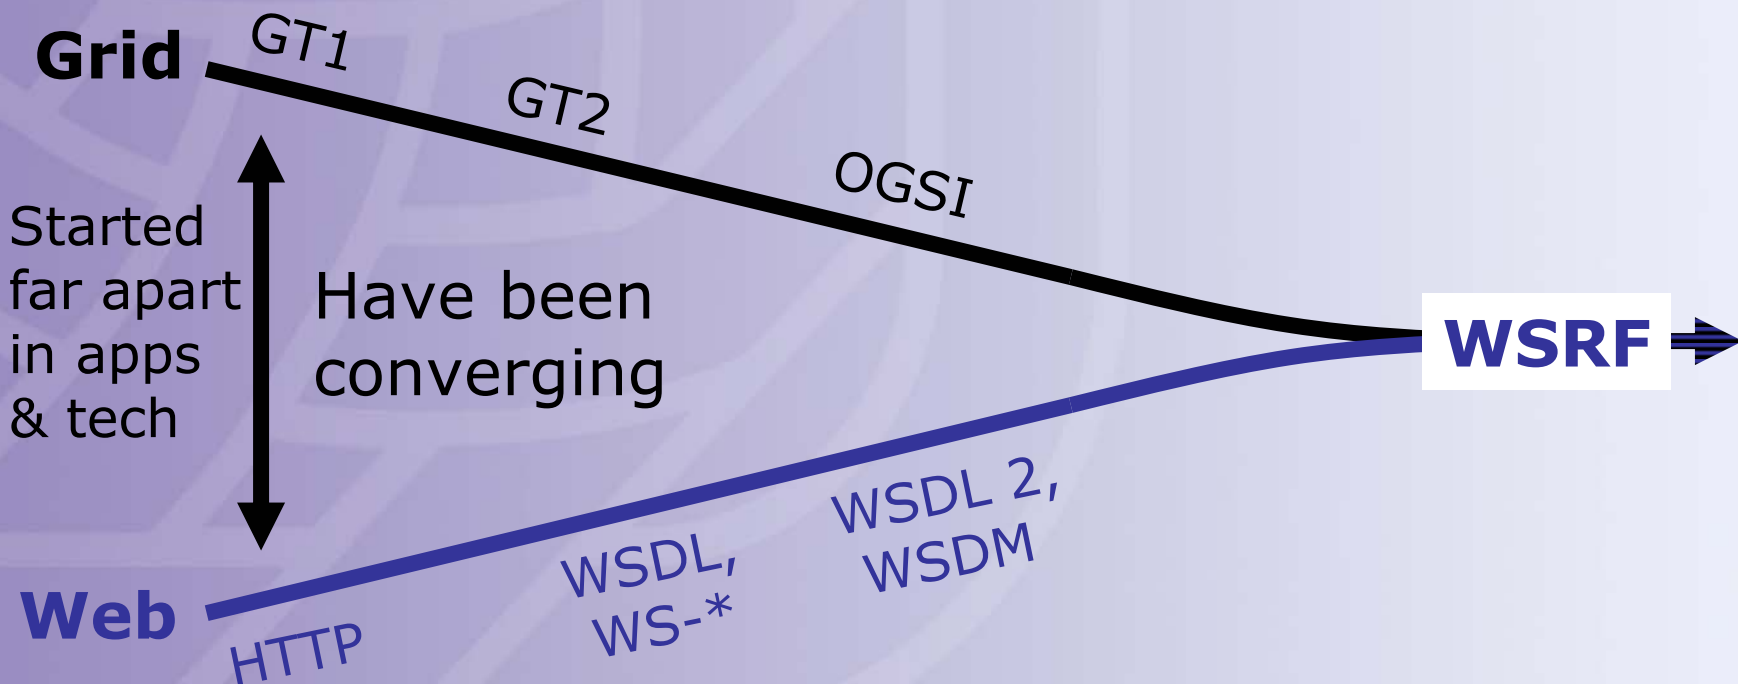 Grid
GT1
GT2
OGSI
Started
far apart
in apps
& tech
Have been
converging
WSRF
WSDL 2,
WSDM
WSDL,
WS-*
Web
HTTP